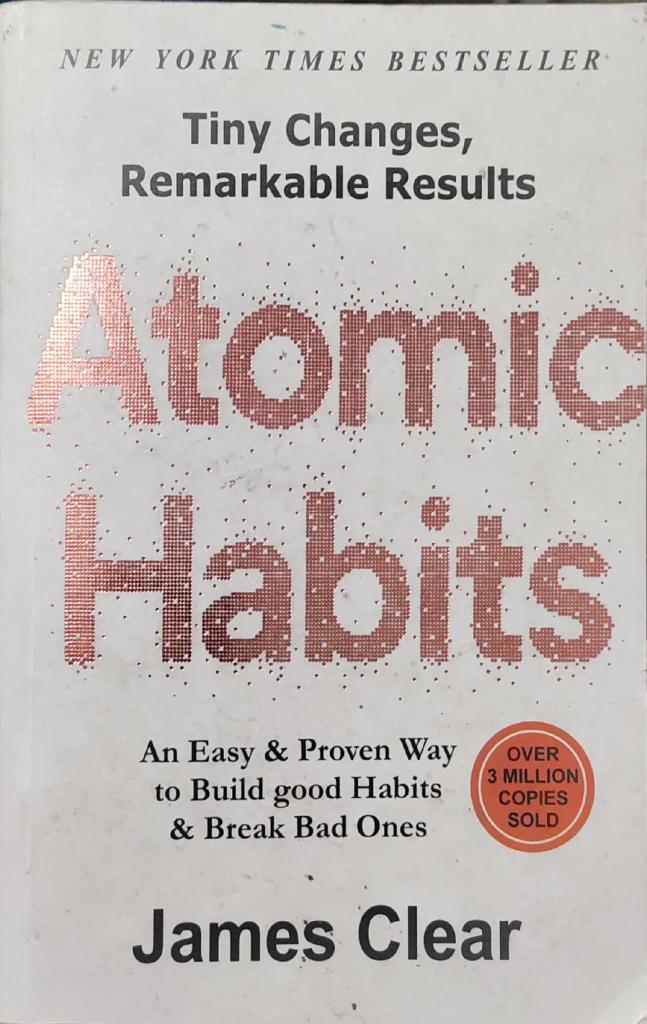 NEW YORK TIMES BESTSELLER
Tiny Changes,
Remarkable Results
Atomic
Habits
An Easy & Proven Way
to Build good Habits
& Break Bad Ones
OVER
3 MILLION
COPIES
SOLD
James Clear